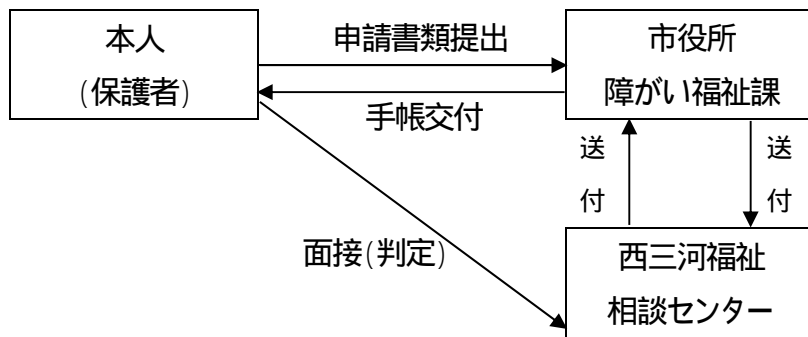 本人
(保護者)
申請書類提出
手帳交付
市役所
障がい福祉課
送付
送付
面接(判定)
西三河福祉
相談センター